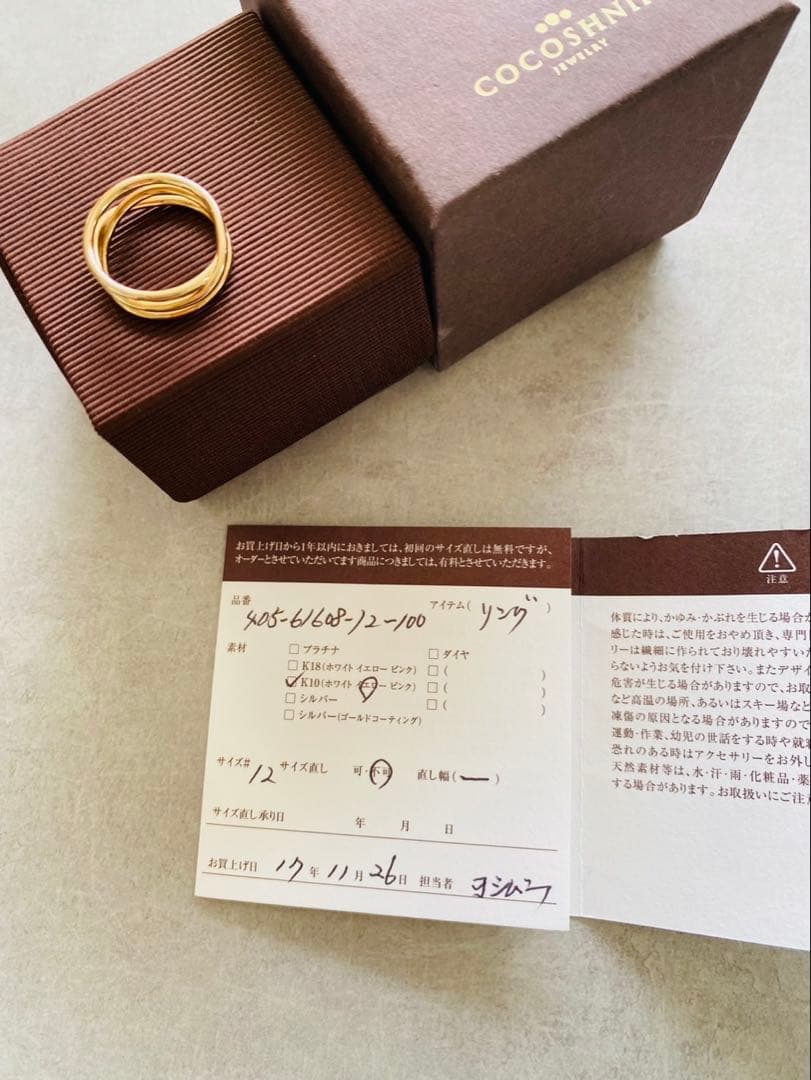 COCOSHNIK
JEWELRY
お買上げ日から1年以内におきましては、初回のサイズ直しは無料ですが、
オーダーとさせていただいてます商品につきましては、有料とさせていただきます。
品番 405-61608-12-100 アイテム( リング )
素材 □ プラチナ □ ダイヤ
□ K18(ホワイト イエロー ピンク) □ ( )
☑ K10(ホワイト イエロー ピンク) □ ( )
□ シルバー □ ( )
□ シルバー(ゴールドコーティング)
サイズ# 12 サイズ直し 可・不可 直し幅( ー )
サイズ直し承り日 年 月 日
お買上げ日 17年 11月 26日 担当者 ヨシムラ
注意
体質により、かゆみ・かぶれを生じる場合が
感じた時は、ご使用をおやめ頂き、専門
リーは繊細に作られており壊れやすいた
らないようお気を付け下さい。またデザイ
危害が生じる場合がありますので、お取
など高温の場所、あるいはスキー場など
凍傷の原因となる場合がありますので
運動・作業、幼児の世話をする時や就寝
恐れのある時はアクセサリーをお外し
天然素材等は、水・汗・雨・化粧品・薬
する場合があります。お取扱いにご注意